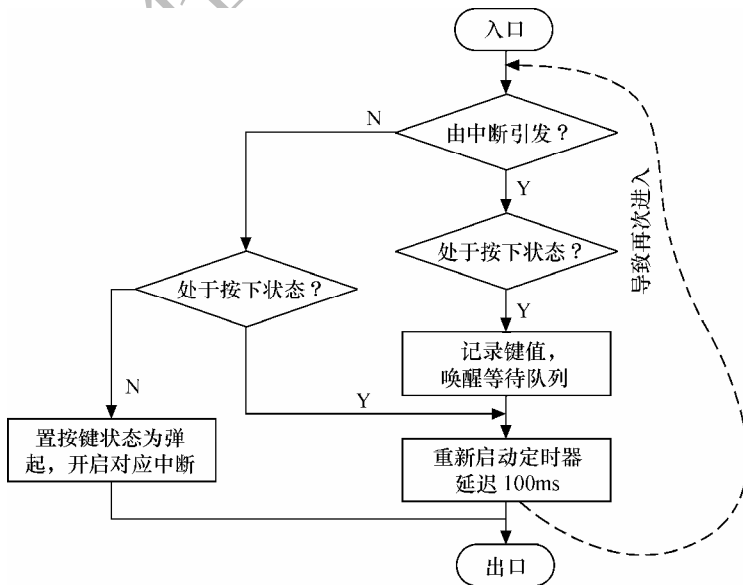 入口
由中断引发？
N
Y
处于按下状态？
处于按下状态？
导致再次进入
Y
记录键值，
唤醒等待队列
N
Y
置按键状态为弹
起，开启对应中断
重新启动定时器
延迟 100ms
出口